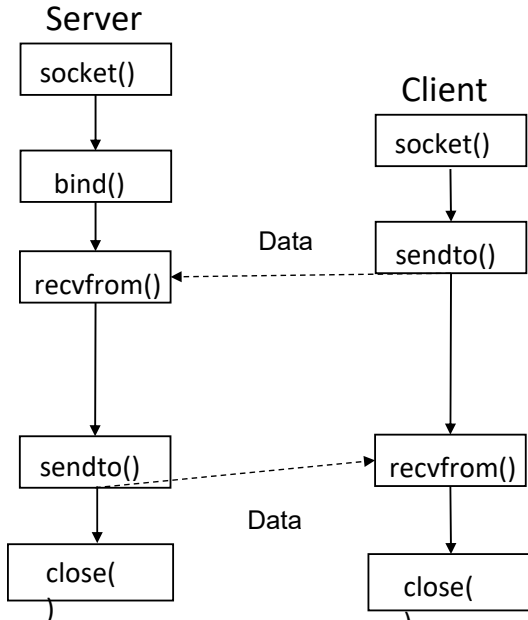 Server
socket()
bind()
recvfrom()
sendto()
close(
)
Client
socket()
sendto()
recvfrom()
close(
)
Data
Data